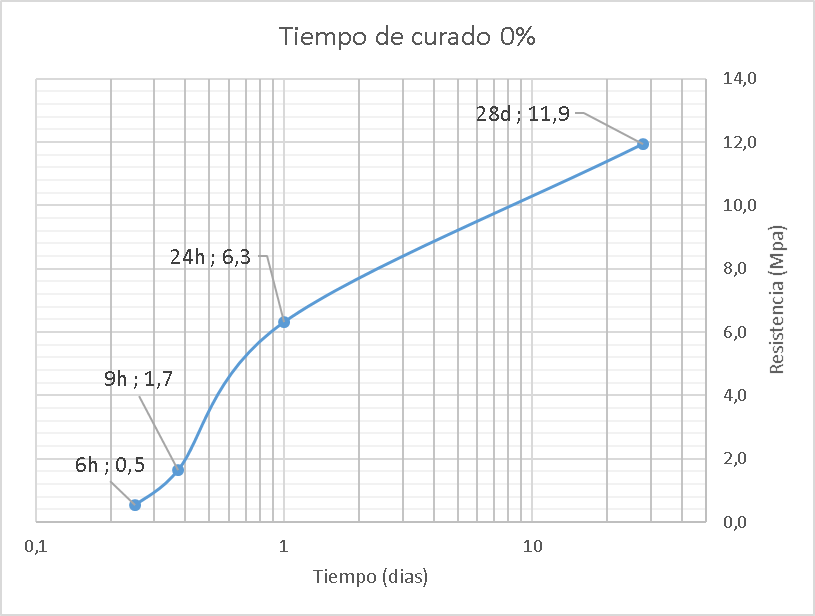 Tiempo de curado 0%
14,0
28d ; 11,9
12,0
10,0
24h ; 6,3
8,0
6,0
9h ; 1,7
4,0
6h ; 0,5
2,0
0,0
Resistencia (Mpa)
0,1
1
10
Tiempo (dias)